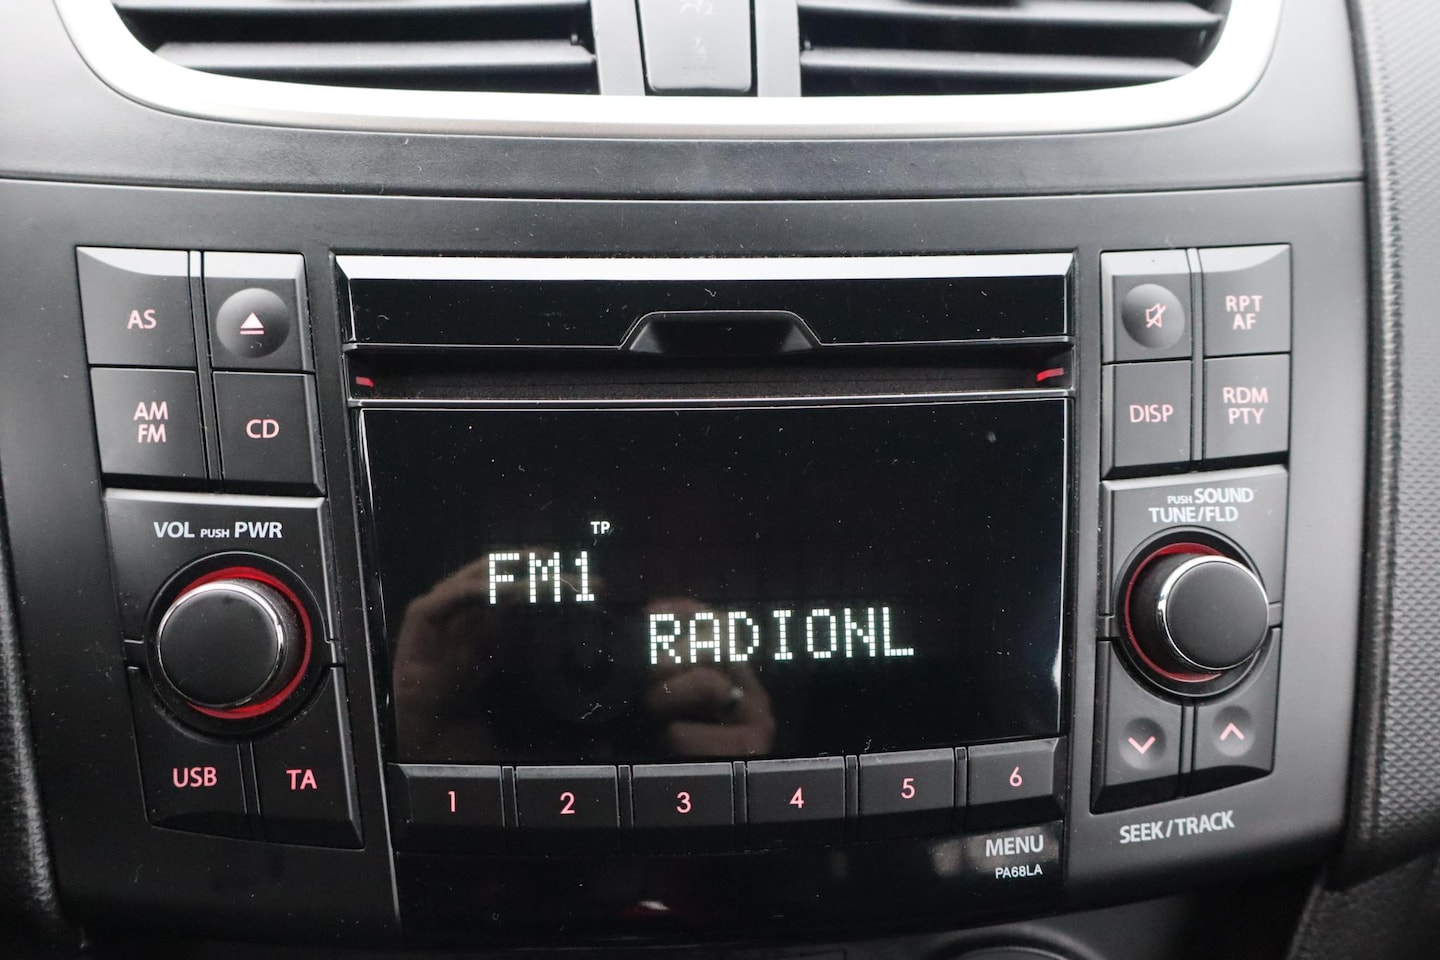 AS
RPT
AF
AM
FM
CD
DISP
RDM
PTY
VOL PUSH PWR
PUSH SOUND
TUNE/FLD
TP
FM1
RADIONL
USB
TA
1
2
3
4
5
6
SEEK/TRACK
MENU
PA68LA